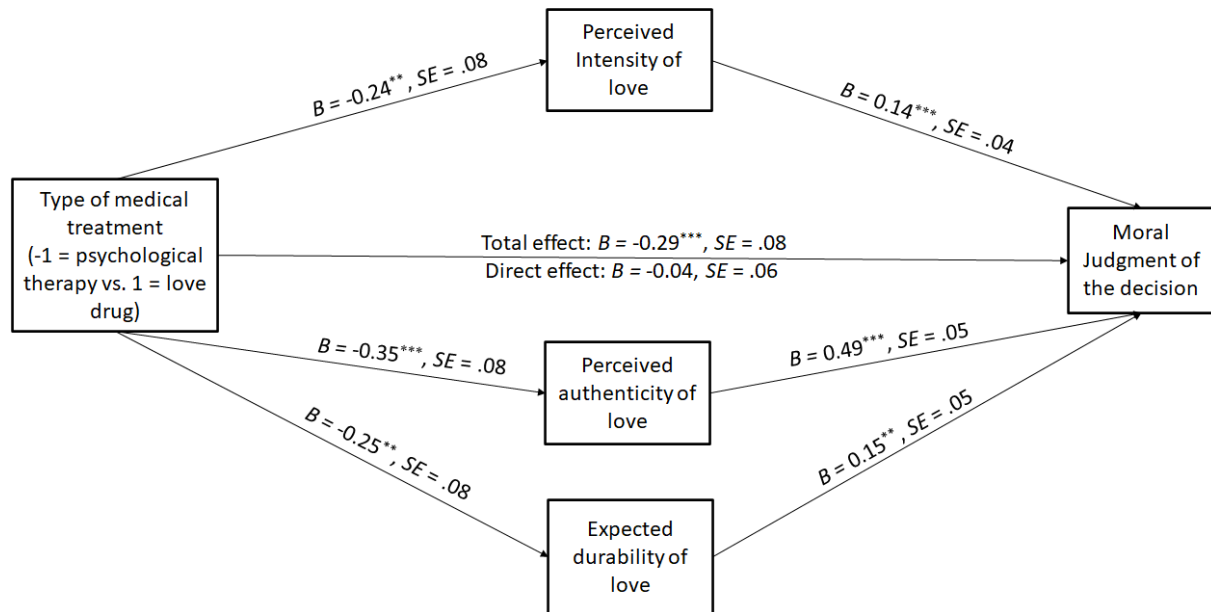 Perceived
Intensity of
love
B = -0.24**, SE = .08
B = 0.14***, SE = .04
Type of medical
treatment
(-1 = psychological
therapy vs. 1 = love
drug)
Total effect: B = -0.29***, SE = .08
Direct effect: B = -0.04, SE = .06
Moral
Judgment of
the decision
B = -0.35***, SE = .08
Perceived
authenticity of
love
B = 0.49***, SE = .05
B = -0.25**, SE = .08
B = 0.15**, SE = .05
Expected
durability of
love